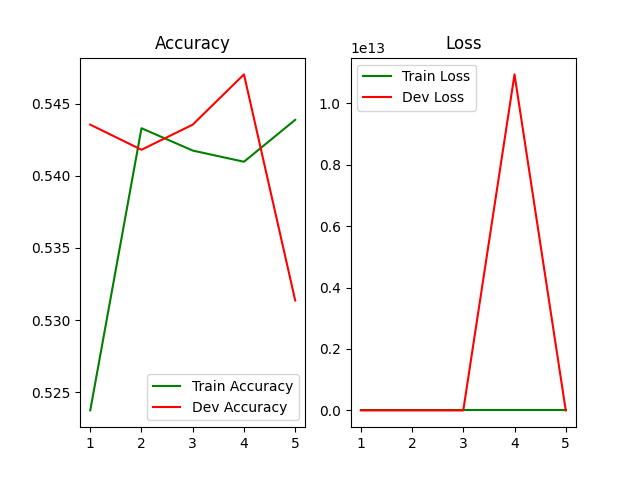 Accuracy
0.545
0.540
0.535
0.530
0.525
Train Accuracy
Dev Accuracy
1 2 3 4 5
1e13
Loss
Train Loss
Dev Loss
1.0
0.8
0.6
0.4
0.2
0.0
1 2 3 4 5